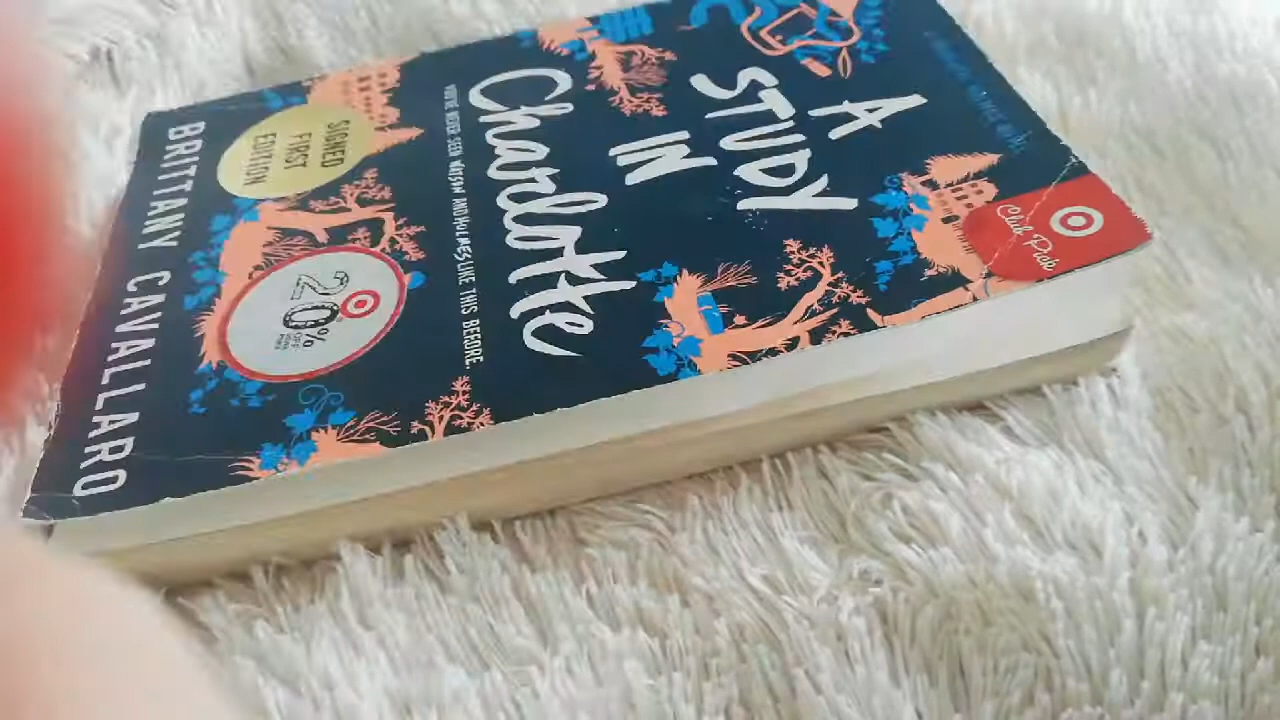 A
STUDY
IN
Charlotte
YOU'VE NEVER SEEN WATSON AND HOLMES LIKE THIS BEFORE.
SIGNED
FIRST
EDITION
20%
BRITTANY CAVALLARO
Club Pick